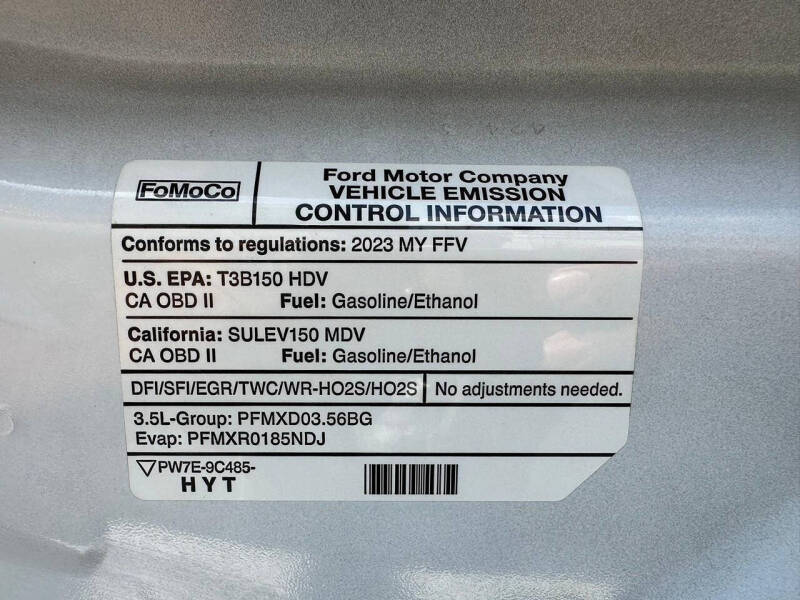 FoMoCo
Ford Motor Company
VEHICLE EMISSION
CONTROL INFORMATION
Conforms to regulations: 2023 MY FFV
U.S. EPA: T3B150 HDV
CA OBD II Fuel: Gasoline/Ethanol
California: SULEV150 MDV
CA OBD II Fuel: Gasoline/Ethanol
DFI/SFI/EGR/TWC/WR-HO2S/HO2S No adjustments needed.
3.5L-Group: PFMXD03.56BG
Evap: PFMXR0185NDJ
PW7E-9C485-
HYT